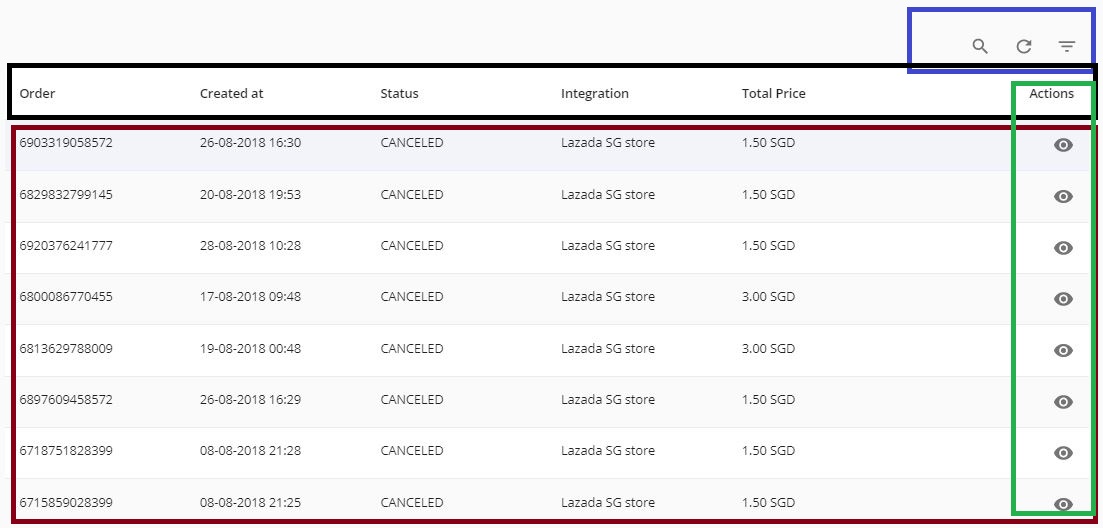 Order Created at Status Integration Total Price Actions
6903319058572 26-08-2018 16:30 CANCELED Lazada SG store 1.50 SGD
6829832799145 20-08-2018 19:53 CANCELED Lazada SG store 1.50 SGD
6920376241777 28-08-2018 10:28 CANCELED Lazada SG store 1.50 SGD
6800086770455 17-08-2018 09:48 CANCELED Lazada SG store 3.00 SGD
6813629788009 19-08-2018 00:48 CANCELED Lazada SG store 3.00 SGD
6897609458572 26-08-2018 16:29 CANCELED Lazada SG store 1.50 SGD
6718751828399 08-08-2018 21:28 CANCELED Lazada SG store 1.50 SGD
6715859028399 08-08-2018 21:25 CANCELED Lazada SG store 1.50 SGD